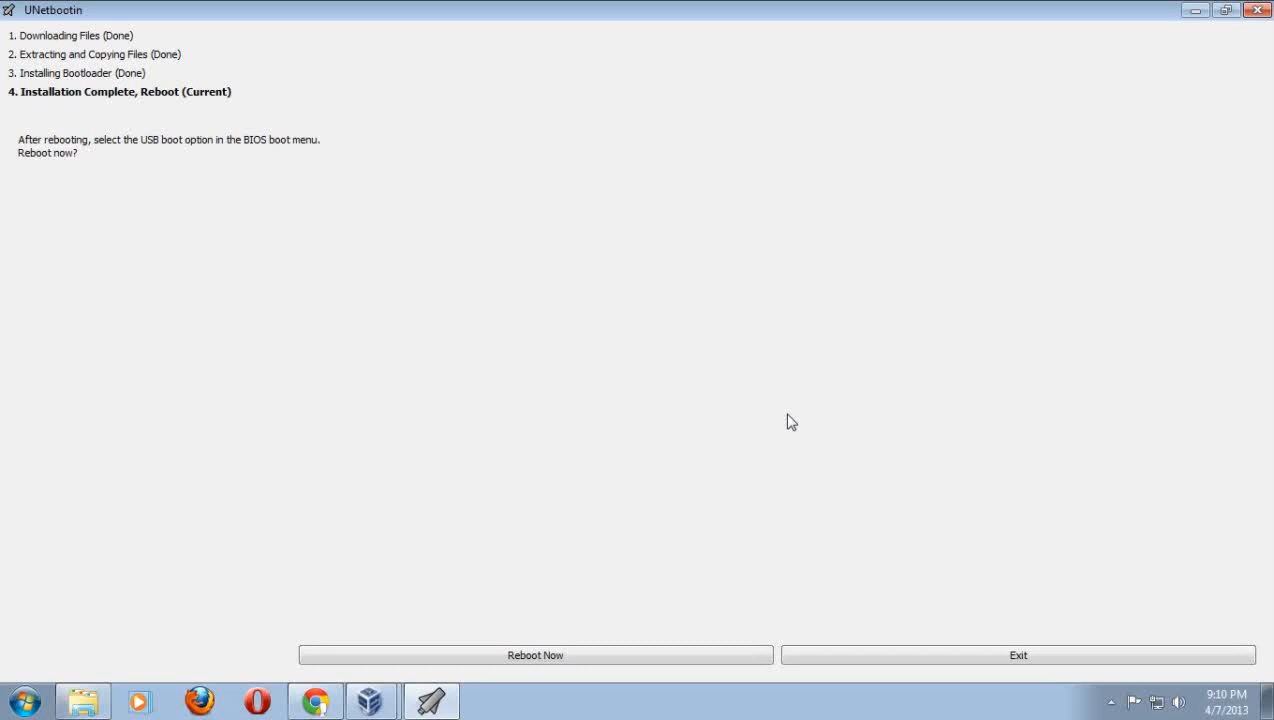 UNetbootin
1. Downloading Files (Done)
2. Extracting and Copying Files (Done)
3. Installing Bootloader (Done)
4. Installation Complete, Reboot (Current)
After rebooting, select the USB boot option in the BIOS boot menu.
Reboot now?
Reboot Now
Exit
9:10 PM
4/7/2013